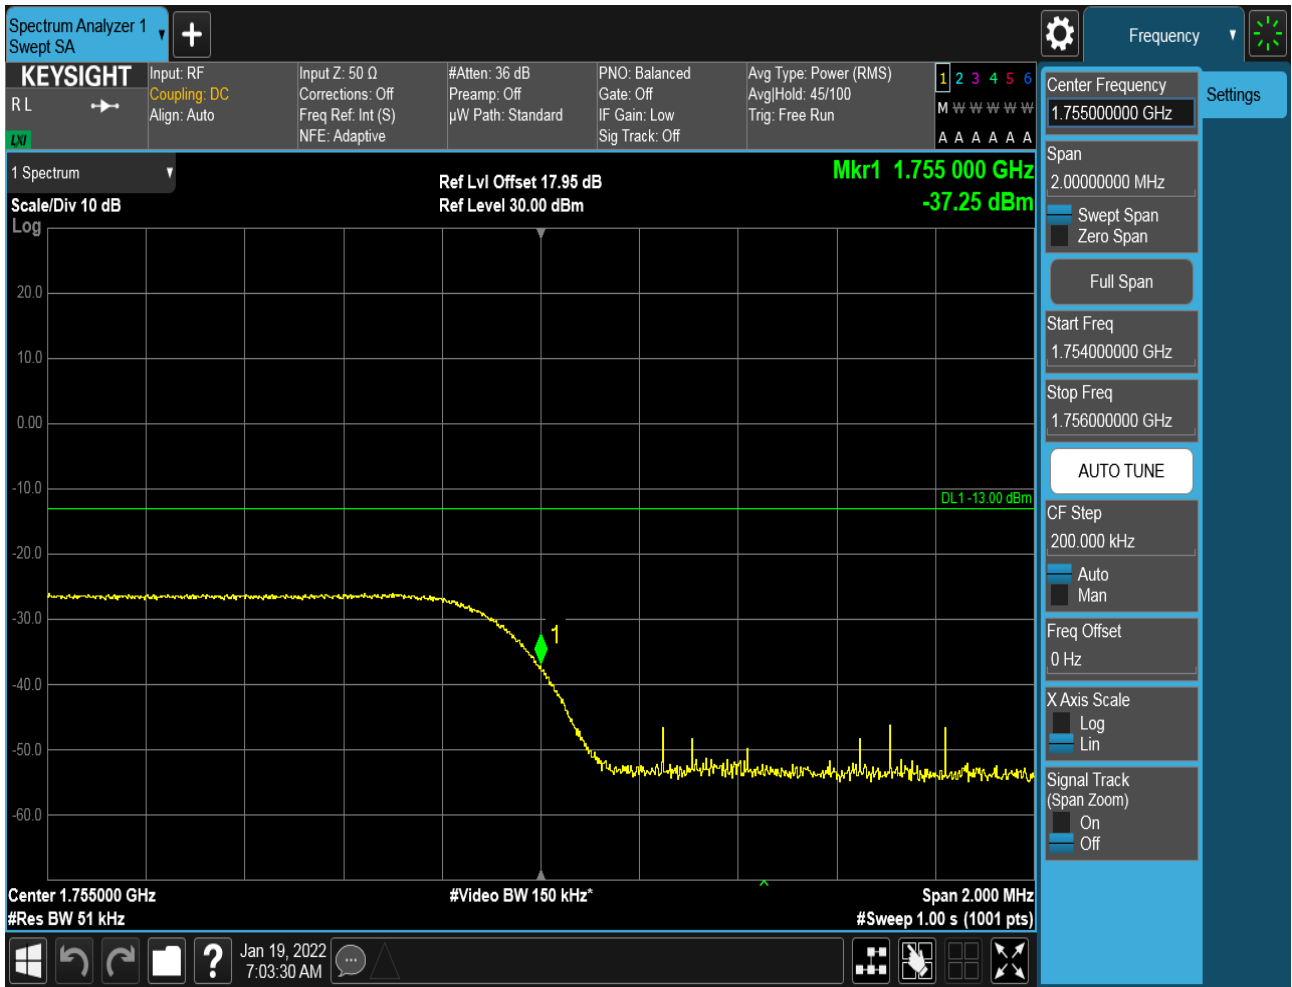 Spectrum Analyzer 1
Swept SA
Frequency
KEYSIGHT
R L
LXI
Input: RF
Coupling: DC
Align: Auto
Input Z: 50 Ω
Corrections: Off
Freq Ref: Int (S)
NFE: Adaptive
#Atten: 36 dB
Preamp: Off
µW Path: Standard
PNO: Balanced
Gate: Off
IF Gain: Low
Sig Track: Off
Avg Type: Power (RMS)
Avg|Hold: 45/100
Trig: Free Run
1 2 3 4 5 6
M W W W W W
A A A A A A
1 Spectrum
Scale/Div 10 dB
Log
Ref Lvl Offset 17.95 dB
Ref Level 30.00 dBm
Mkr1 1.755 000 GHz
-37.25 dBm
20.0
10.0
0.00
-10.0
-20.0
-30.0
-40.0
-50.0
-60.0
DL1 -13.00 dBm
1
Center 1.755000 GHz
#Res BW 51 kHz
#Video BW 150 kHz*
Span 2.000 MHz
#Sweep 1.00 s (1001 pts)
Jan 19, 2022
7:03:30 AM
Center Frequency
1.755000000 GHz
Settings
Span
2.00000000 MHz
Swept Span
Zero Span
Full Span
Start Freq
1.754000000 GHz
Stop Freq
1.756000000 GHz
AUTO TUNE
CF Step
200.000 kHz
Auto
Man
Freq Offset
0 Hz
X Axis Scale
Log
Lin
Signal Track
(Span Zoom)
On
Off